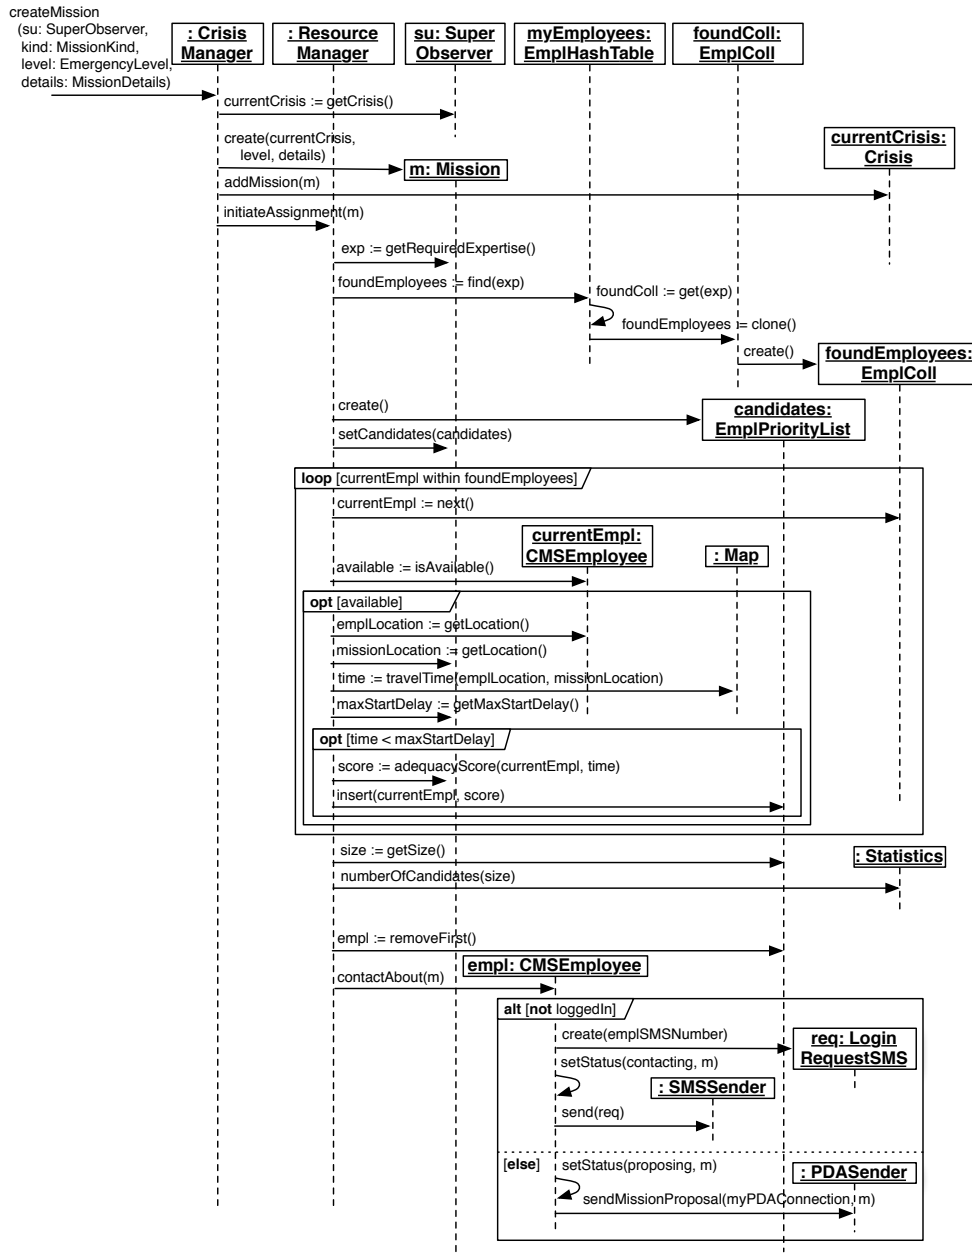 createMission
(su: SuperObserver,
kind: MissionKind,
level: EmergencyLevel,
details: MissionDetails)
: Crisis
Manager
: Resource
Manager
su: Super
Observer
myEmployees:
EmplHashTable
foundColl:
EmplColl
currentCrisis := getCrisis()
create(currentCrisis,
level, details)
m: Mission
currentCrisis:
Crisis
addMission(m)
initiateAssignment(m)
exp := getRequiredExpertise()
foundEmployees := find(exp)
foundColl := get(exp)
foundEmployees := clone()
create()
foundEmployees:
EmplColl
create()
candidates:
EmplPriorityList
setCandidates(candidates)
loop [currentEmpl within foundEmployees]
currentEmpl := next()
currentEmpl:
CMSEmployee
: Map
available := isAvailable()
opt [available]
emplLocation := getLocation()
missionLocation := getLocation()
time := travelTime(emplLocation, missionLocation)
maxStartDelay := getMaxStartDelay()
opt [time < maxStartDelay]
score := adequacyScore(currentEmpl, time)
insert(currentEmpl, score)
size := getSize()
: Statistics
numberOfCandidates(size)
empl := removeFirst()
empl: CMSEmployee
contactAbout(m)
alt [not loggedIn]
create(emplSMSNumber)
req: Login
RequestSMS
setStatus(contacting, m)
: SMSSender
send(req)
[else]
setStatus(proposing, m)
: PDASender
sendMissionProposal(myPDAConnection, m)